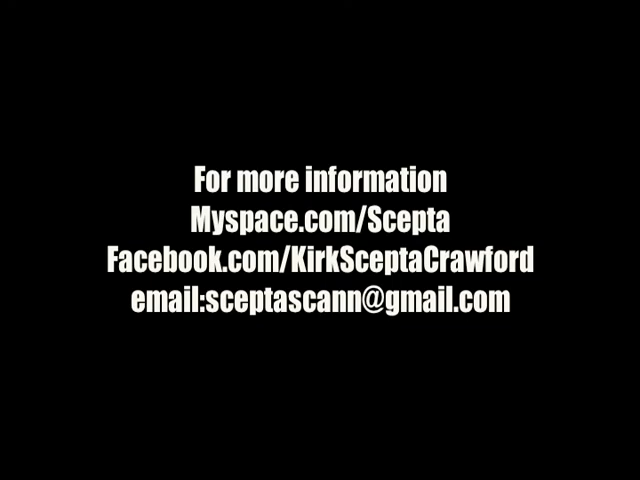 For more information
Myspace.com/Scepta
Facebook.com/KirkSceptaCrawford
email:sceptascann@gmail.com